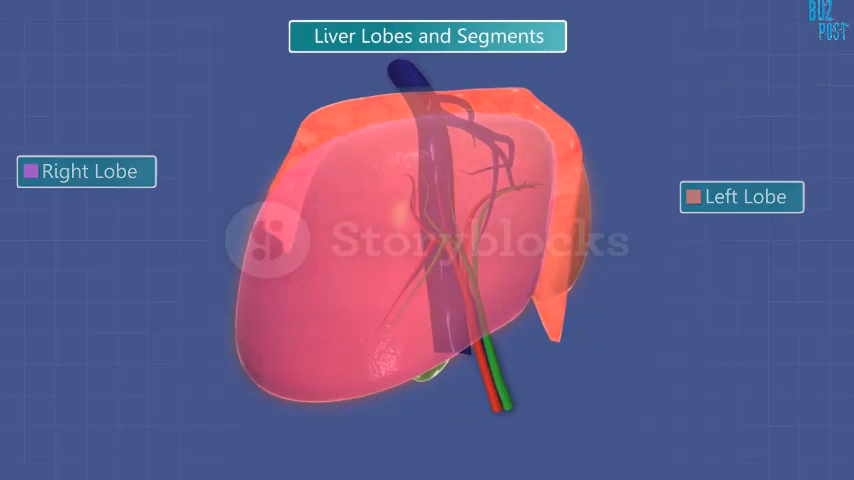 Liver Lobes and Segments
BUZ
POST
Right Lobe
Left Lobe
Storyblocks